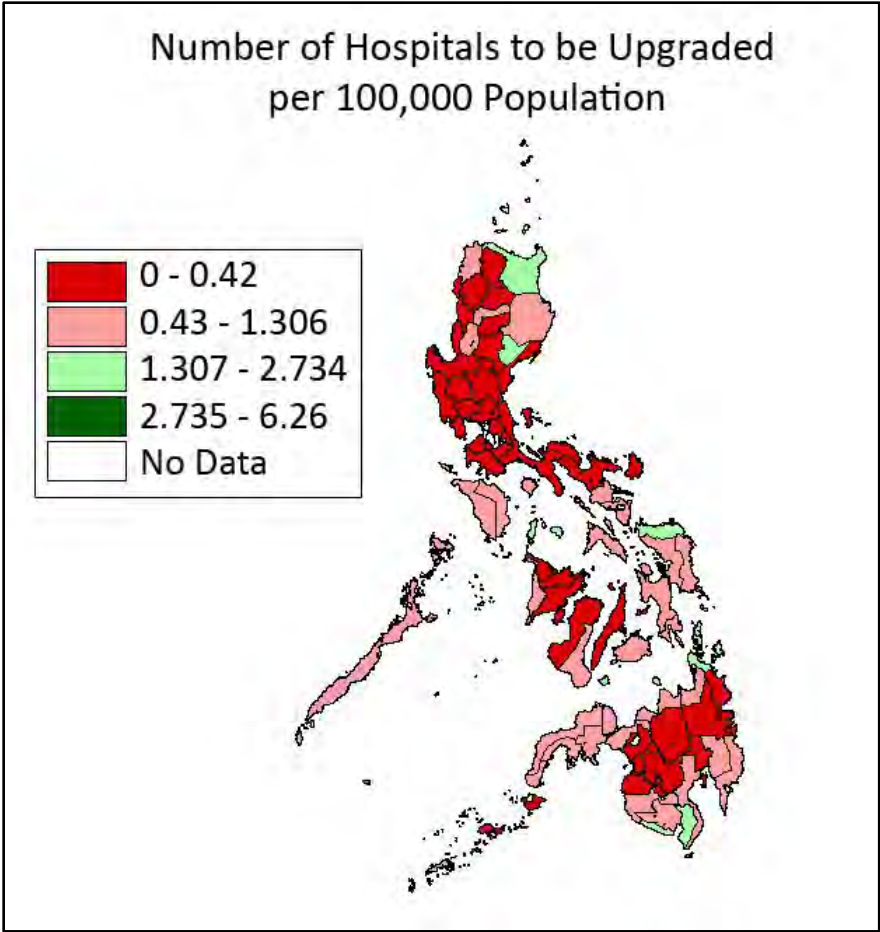 Number of Hospitals to be Upgraded
per 100,000 Population
0 - 0.42
0.43 - 1.306
1.307 - 2.734
2.735 - 6.26
No Data